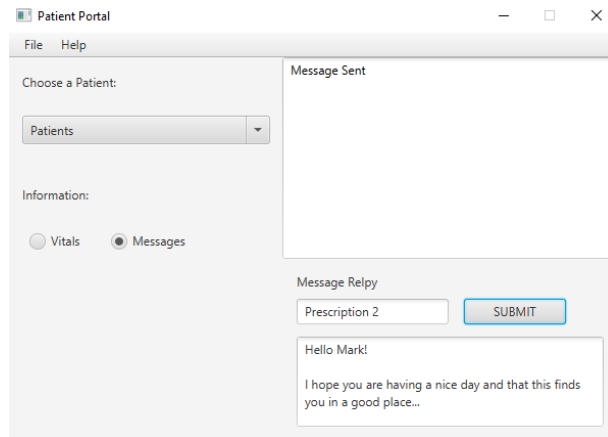 Patient Portal
File Help
Choose a Patient:
Patients
Information:
Vitals Messages
Message Sent
Message Relpy
Prescription 2 SUBMIT
Hello Mark!
I hope you are having a nice day and that this finds
you in a good place...